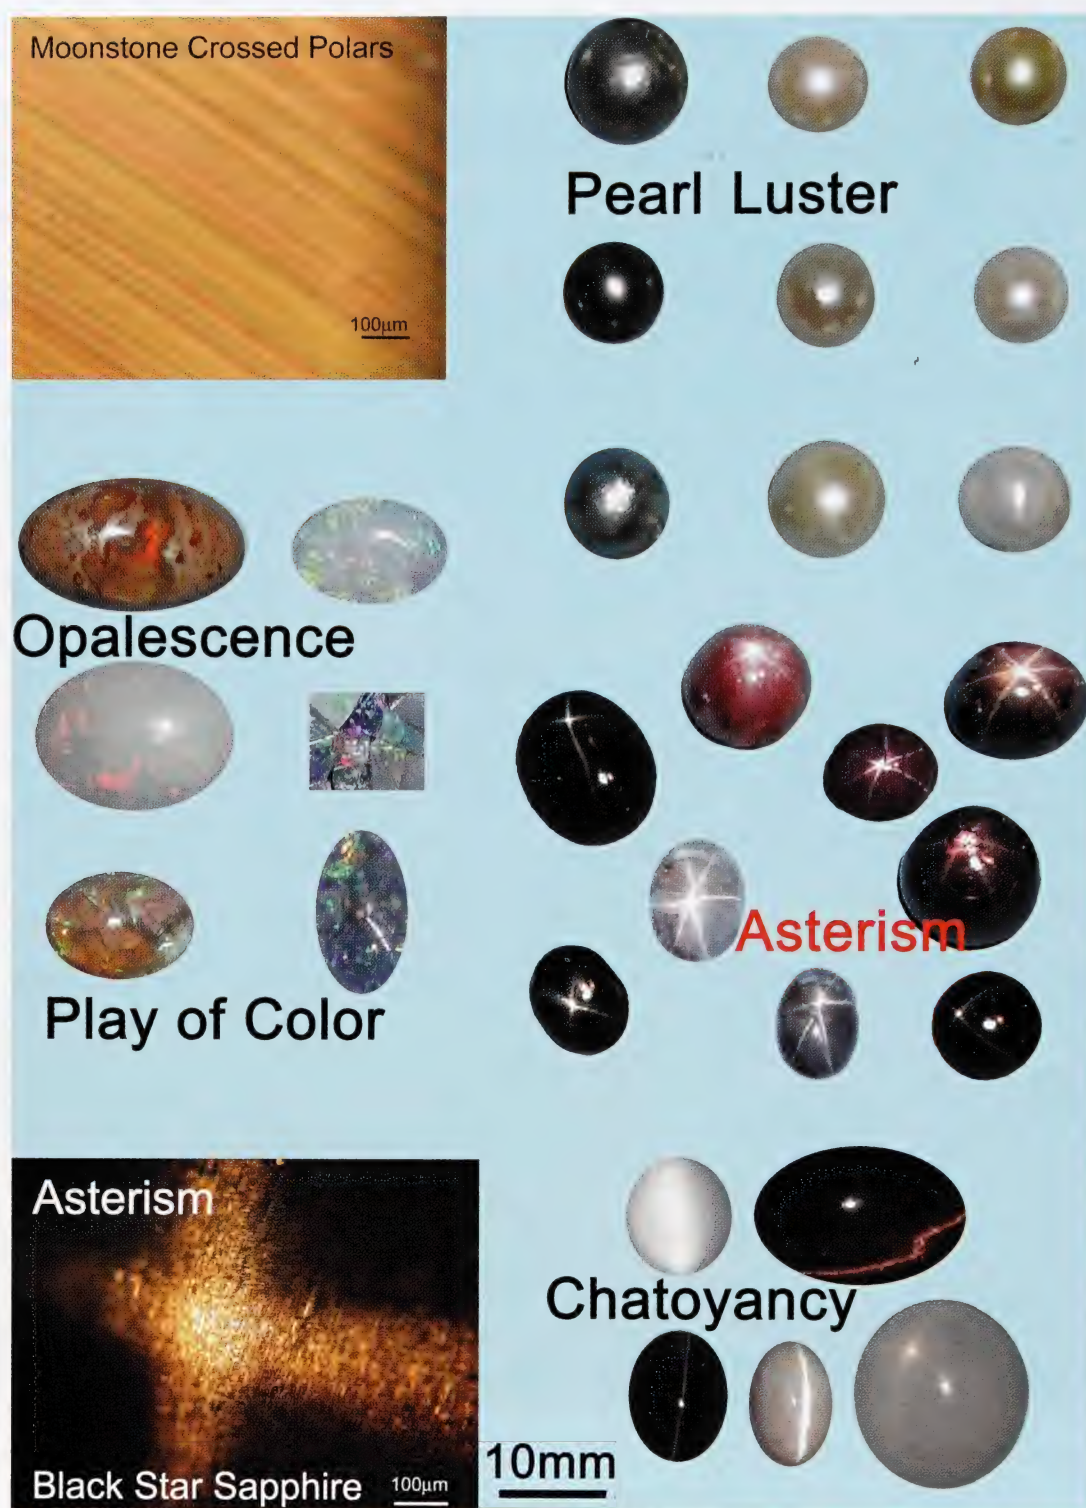 Moonstone Crossed Polars
100μm
Pearl Luster
Opalescence
Play of Color
Asterism
Asterism
Black Star Sapphire
100μm
Chatoyancy
10mm